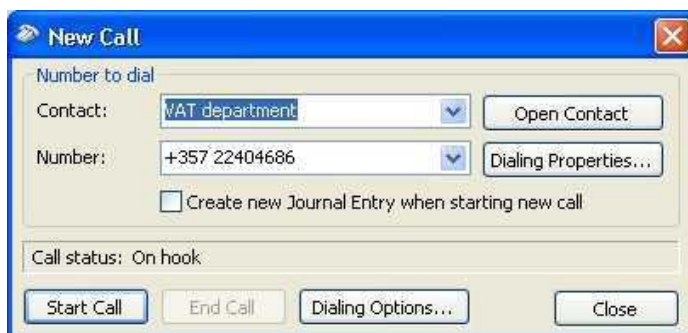 New Call
Number to dial
Contact: VAT department Open Contact
Number: +357 22404686 Dialing Properties...
Create new Journal Entry when starting new call
Call status: On hook
Start Call End Call Dialing Options... Close